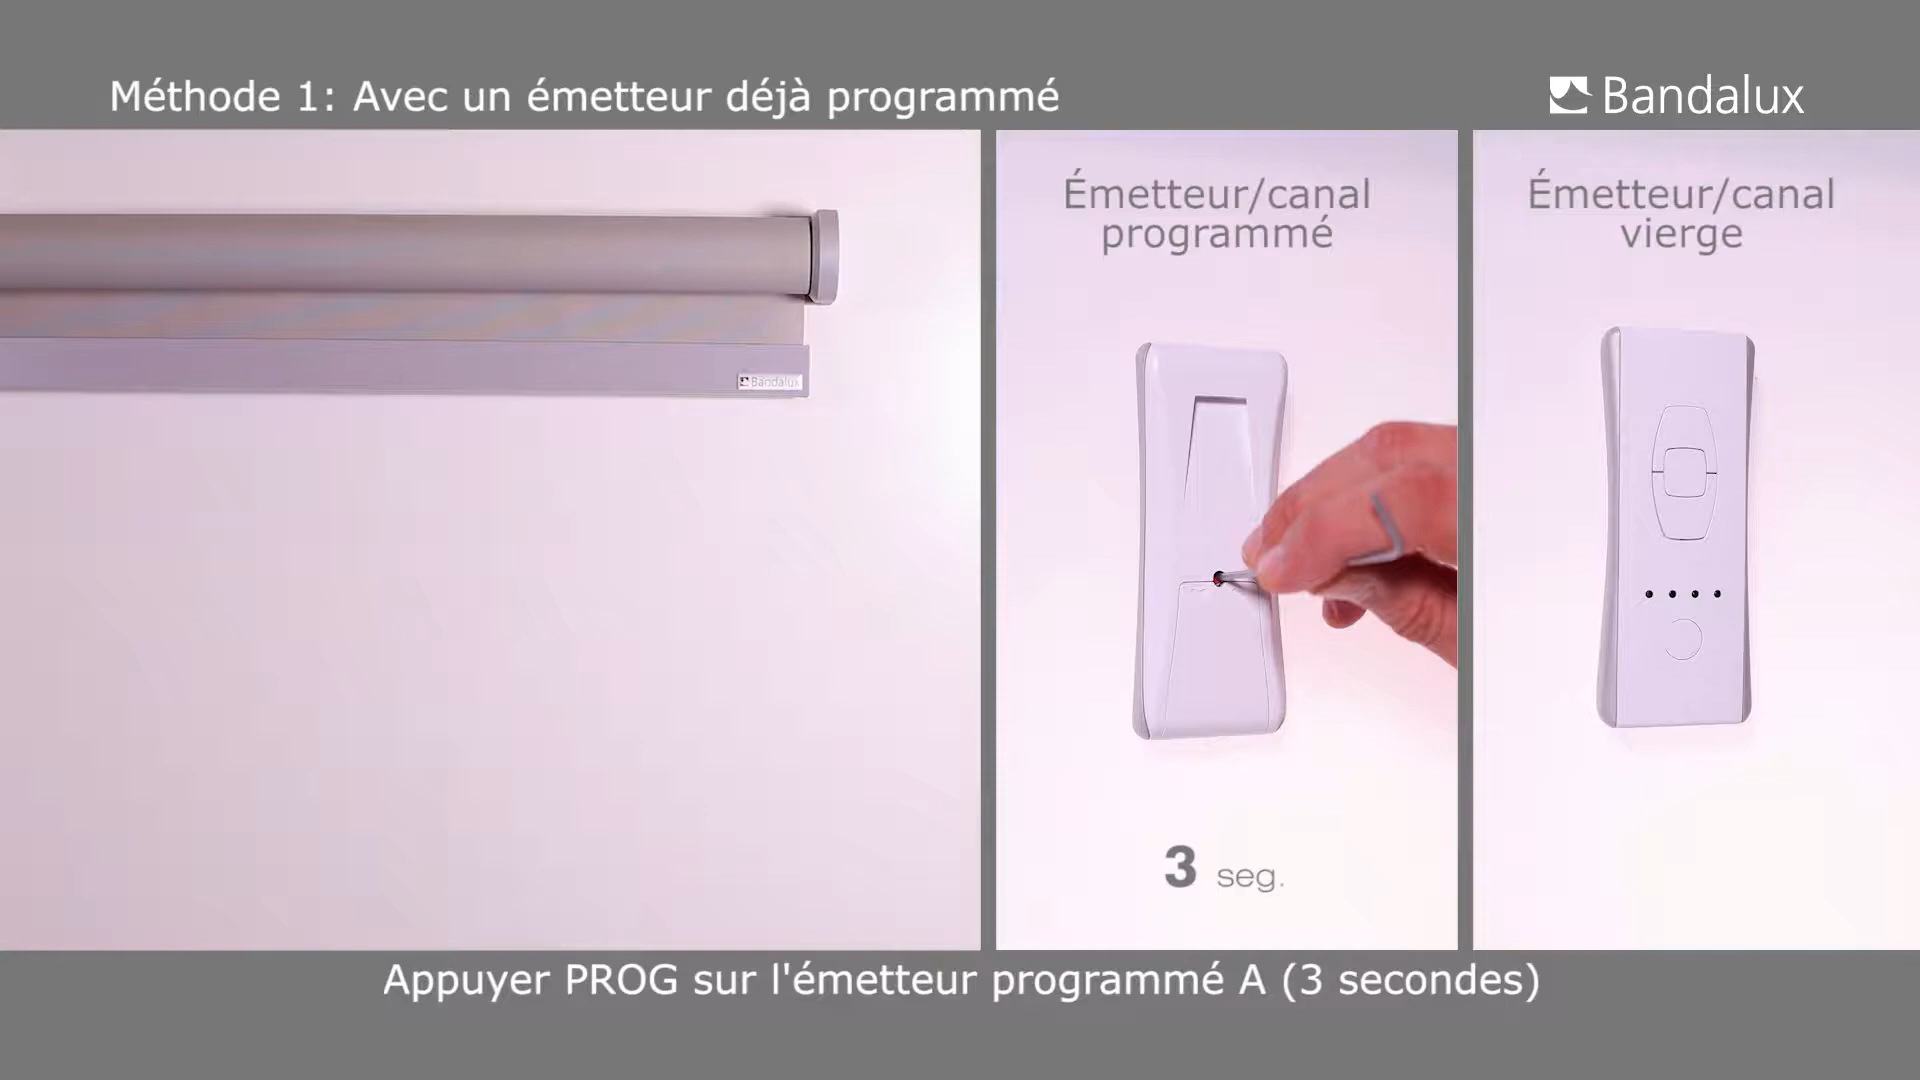 Méthode 1: Avec un émetteur déjà programmé
Bandalux
Émetteur/canal
programmé
Émetteur/canal
vierge
Bandalux
3 seg.
Appuyer PROG sur l'émetteur programmé A (3 secondes)